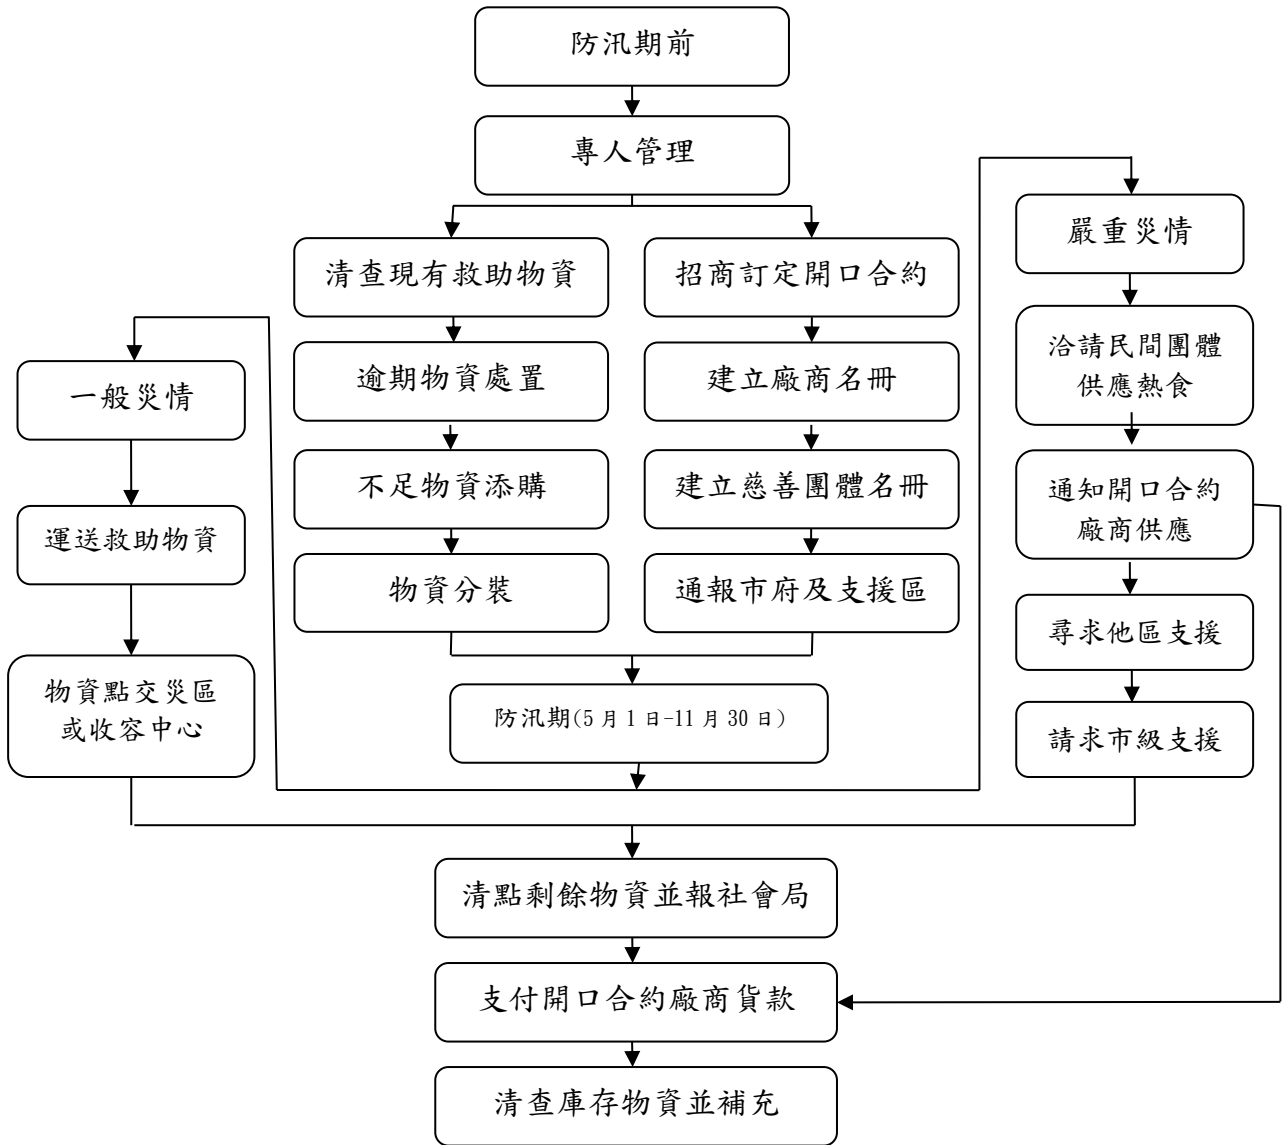 防汛期前
專人管理
清查現有救助物資
逾期物資處置
不足物資添購
物資分裝
招商訂定開口合約
建立廠商名冊
建立慈善團體名冊
通報市府及支援區
防汛期(5月1日-11月30日)
一般災情
運送救助物資
物資點交災區
或收容中心
嚴重災情
洽請民間團體
供應熱食
通知開口合約
廠商供應
尋求他區支援
請求市級支援
清點剩餘物資並報社會局
支付開口合約廠商貨款
清查庫存物資並補充